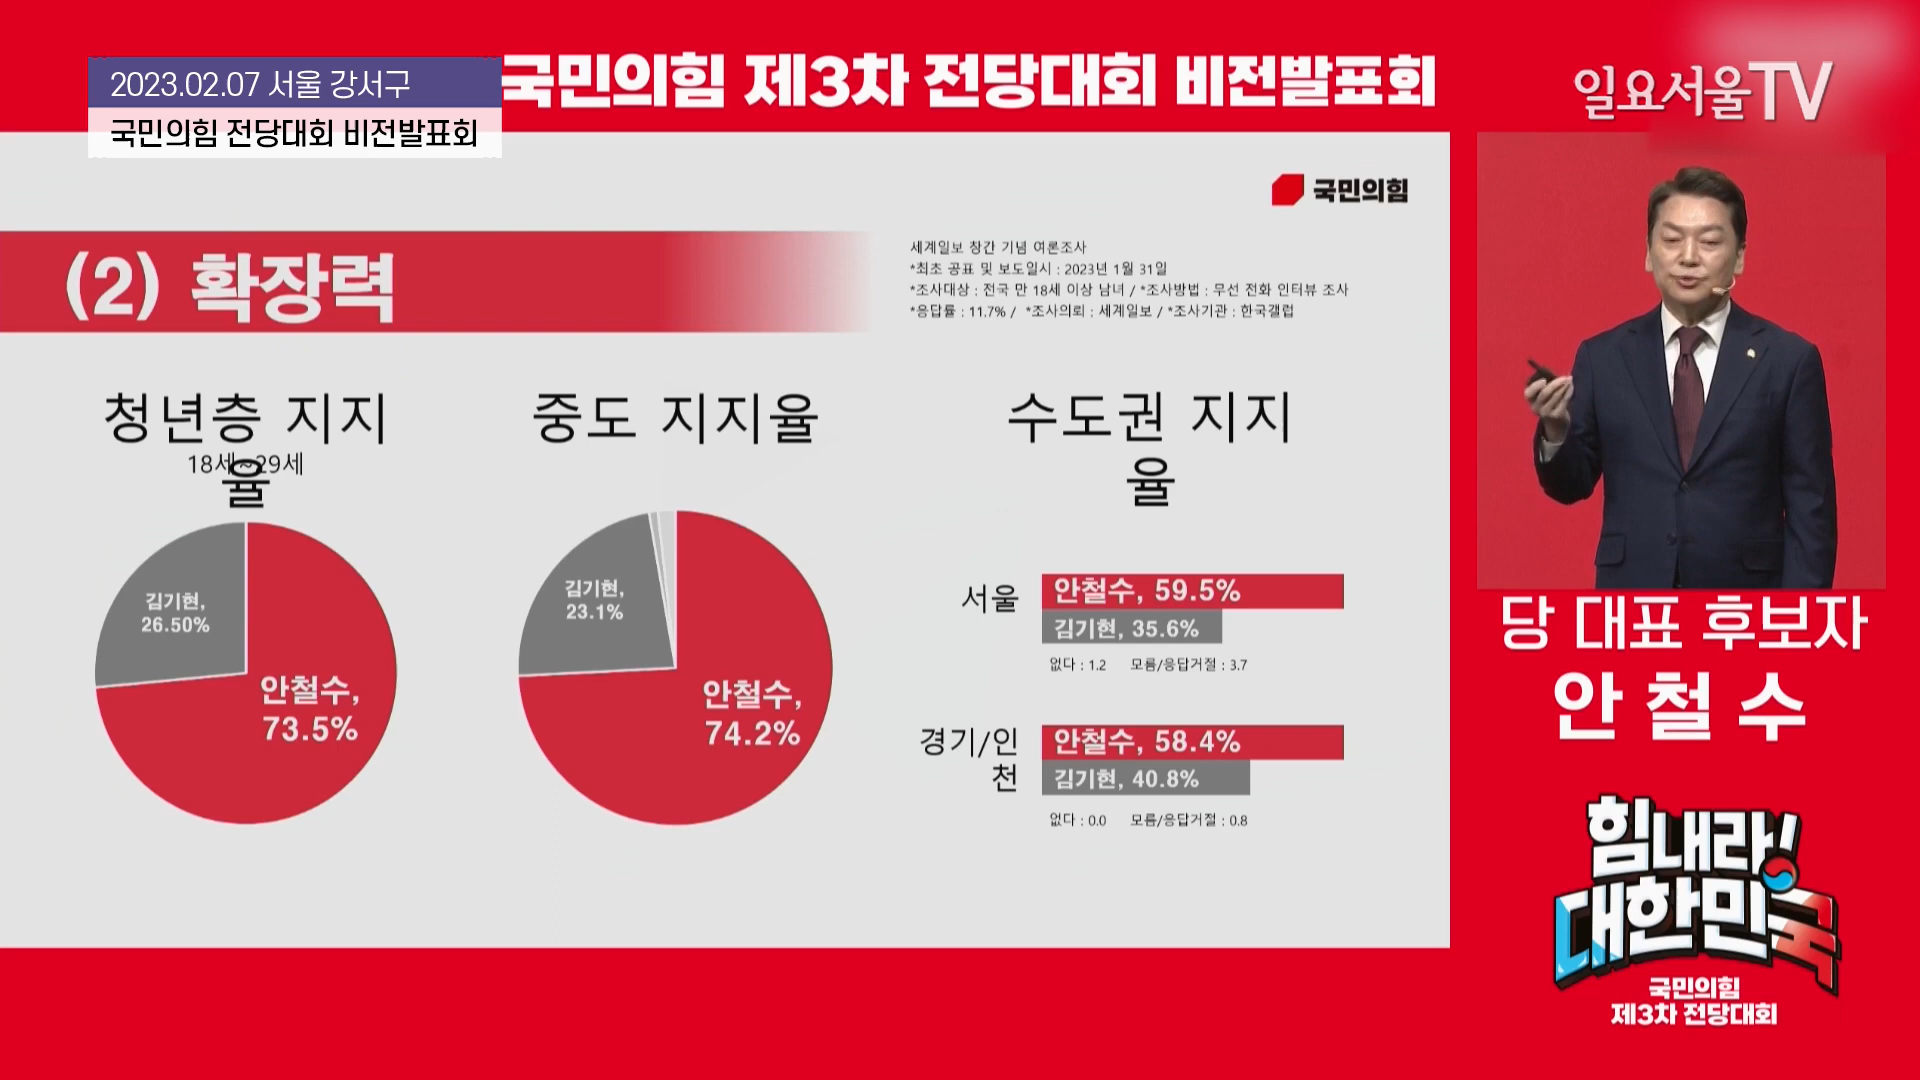 2023.02.07 서울 강서구
국민의힘 전당대회 비전발표회
국민의힘 제3차 전당대회 비전발표회
일요서울TV
국민의힘
(2) 확장력
세계일보 창간 기념 여론조사
*최초 공표 및 보도일시 : 2023년 1월 31일
*조사대상 : 전국 만 18세 이상 남녀 / *조사방법 : 무선 전화 인터뷰 조사
*응답률 : 11.7% / *조사의뢰 : 세계일보 / *조사기관 : 한국갤럽
청년층 지지
율
18세~29세
김기현,
26.50%
안철수,
73.5%
중도 지지율
김기현,
23.1%
안철수,
74.2%
수도권 지지
율
서울
안철수, 59.5%
김기현, 35.6%
없다 : 1.2 모름/응답거절 : 3.7
경기/인
천
안철수, 58.4%
김기현, 40.8%
없다 : 0.0 모름/응답거절 : 0.8
당 대표 후보자
안철수
힘내라!
대한민국
국민의힘
제3차 전당대회